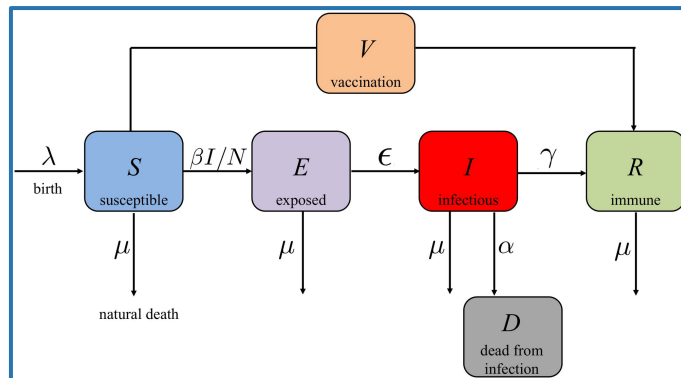 V
vaccination
λ
birth
S
susceptible
βI/N
E
exposed
ϵ
I
infectious
γ
R
immune
μ
μ
μ
α
μ
natural death
D
dead from
infection